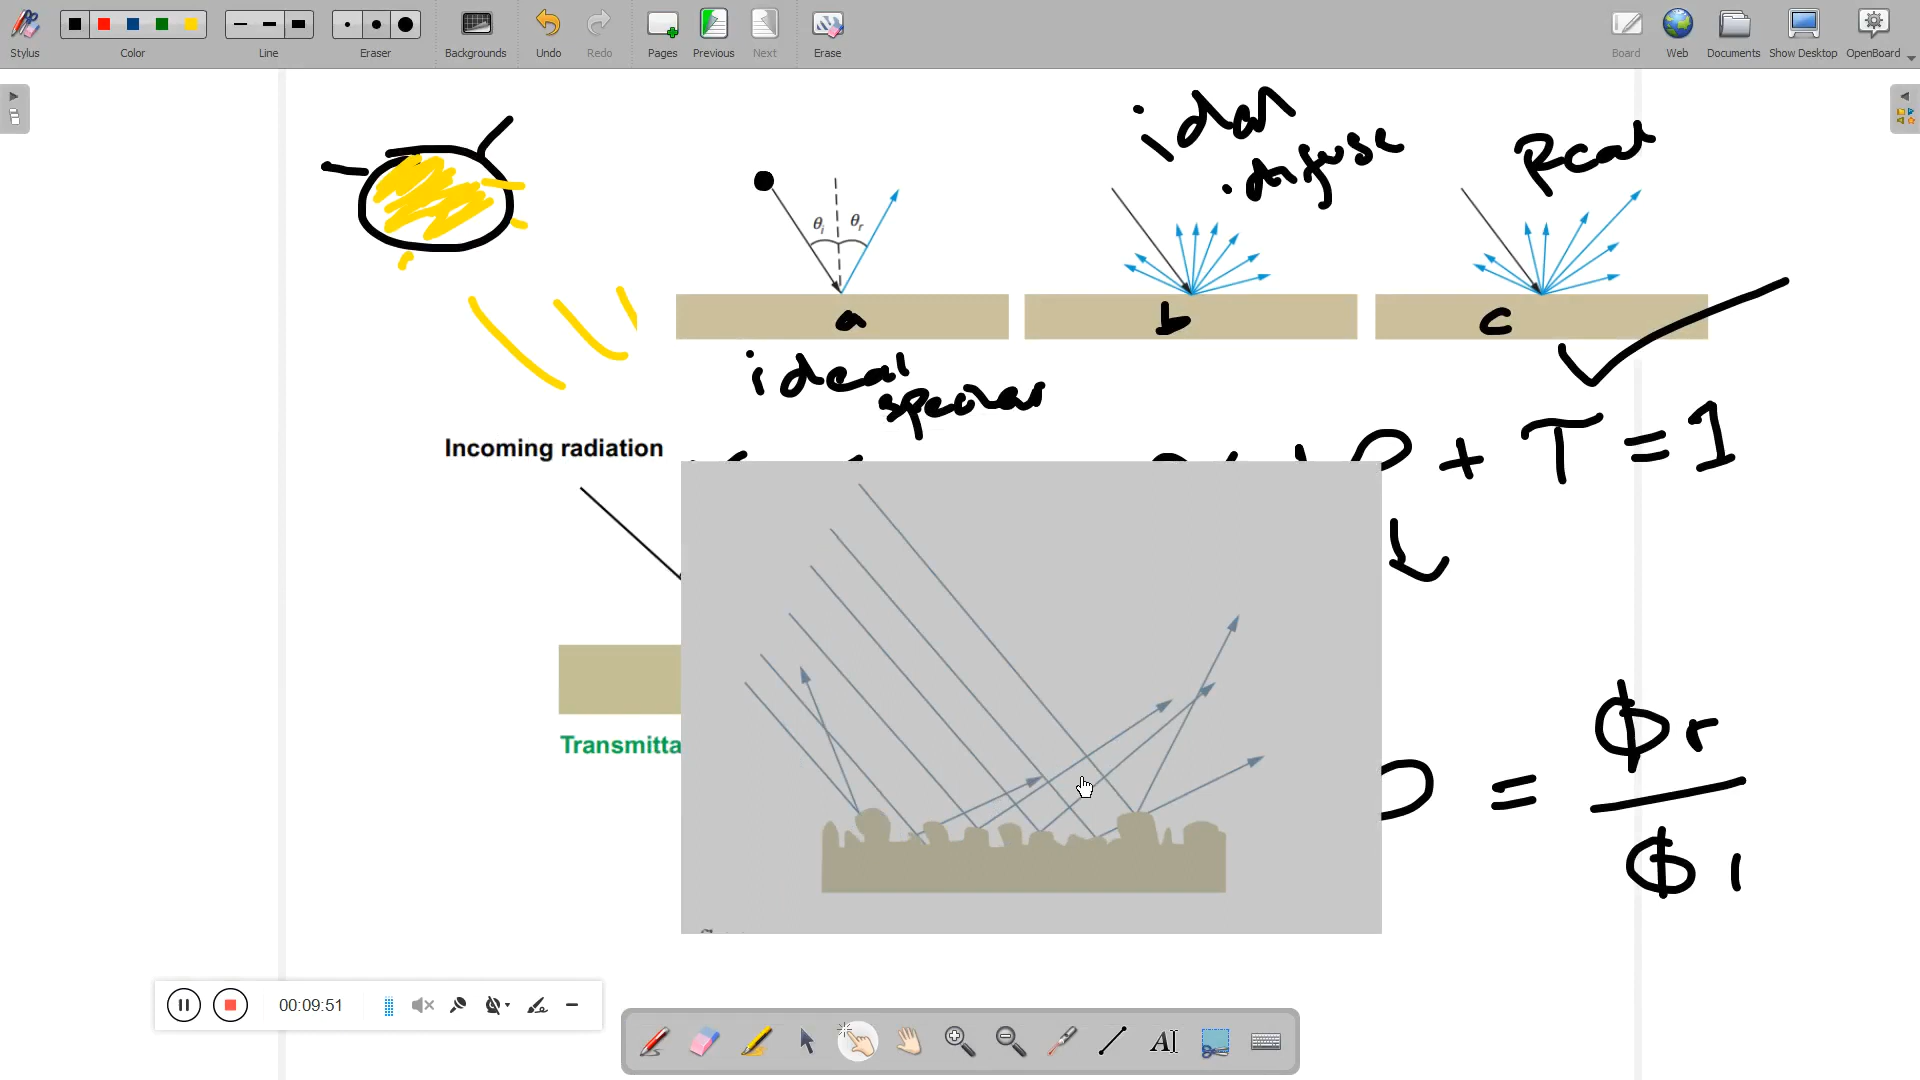 Stylus
Color
Line
Eraser
Backgrounds
Undo
Redo
Pages
Previous
Next
Erase
Board
Web
Documents
Show Desktop
OpenBoard
ideal
diffuse
Real
θi θr
a
b
c
ideal
specular
Incoming radiation
+ T = 1
Transmitta
= ϕr
ϕi
00:09:51
AI